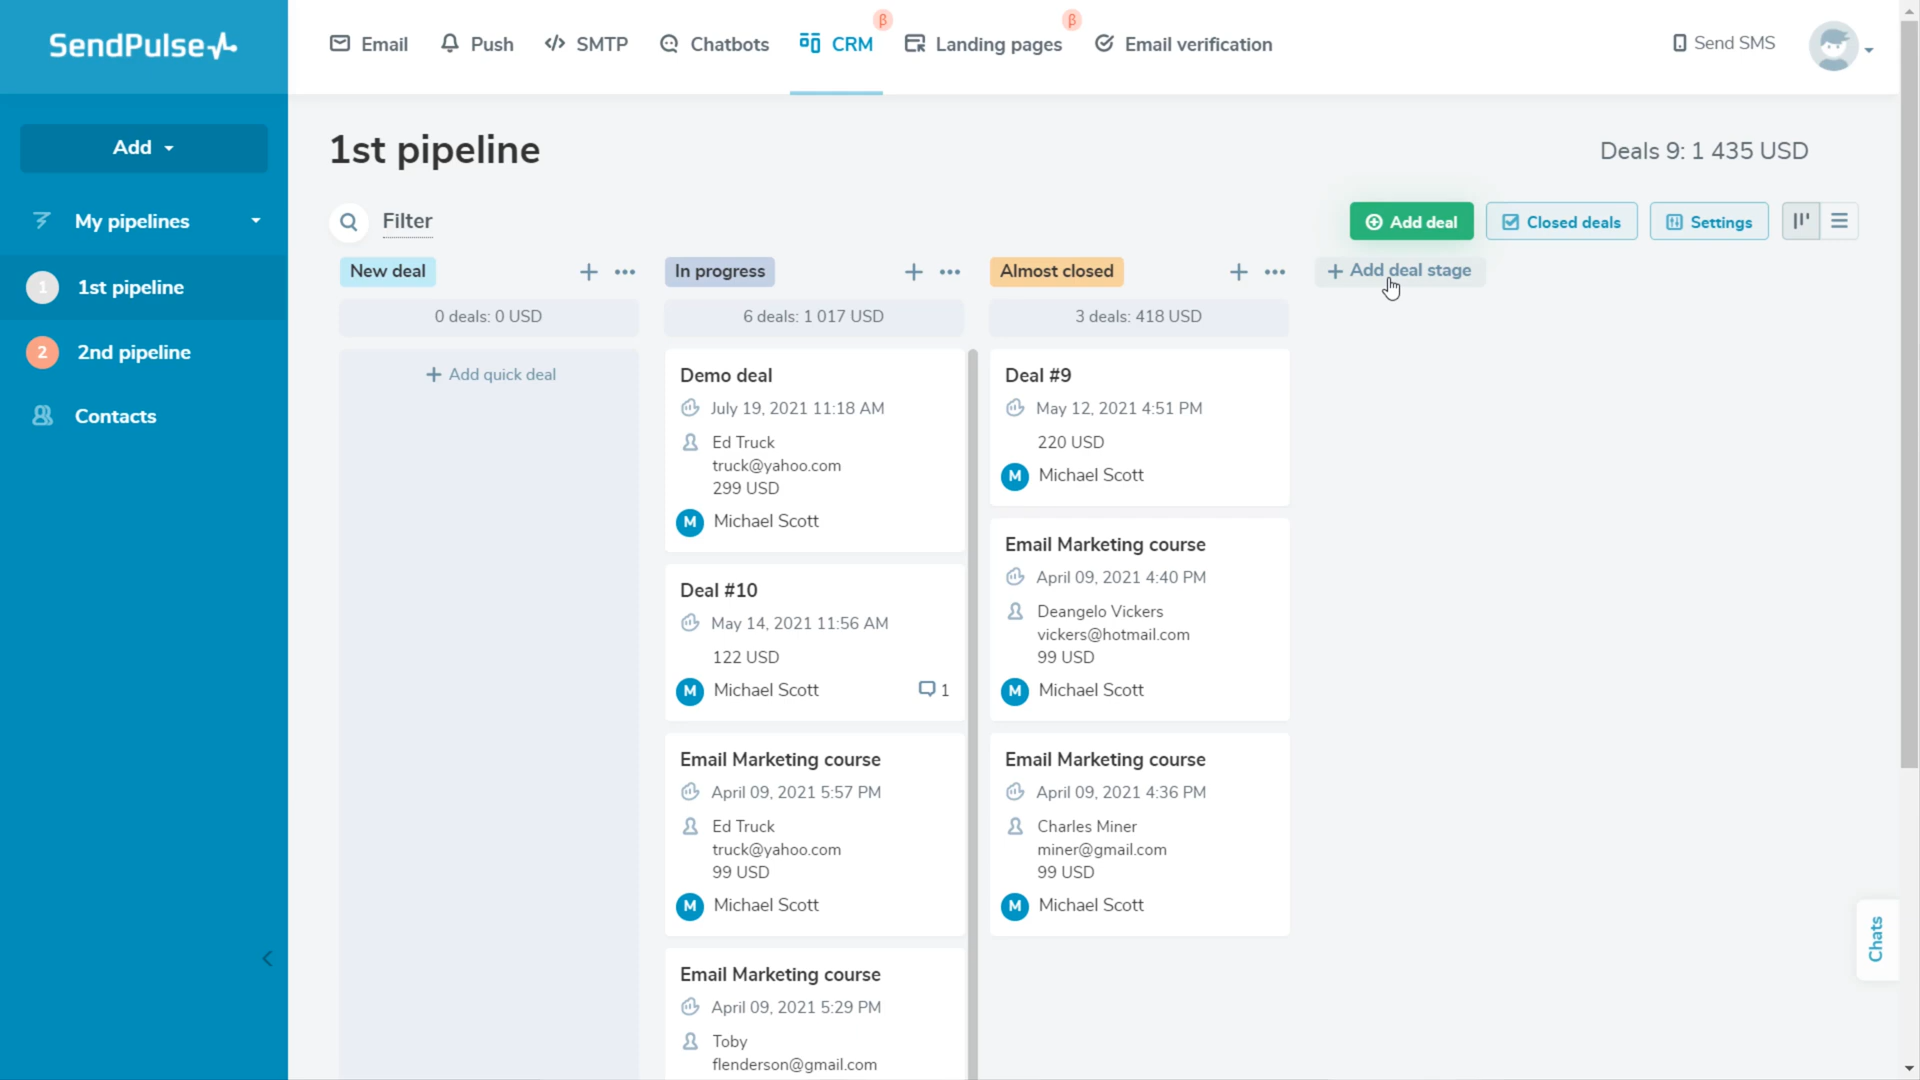 SendPulse
Email
Push
SMTP
Chatbots
CRM
β
Landing pages
β
Email verification
Send SMS
Add
My pipelines
1 1st pipeline
2 2nd pipeline
Contacts
1st pipeline
Deals 9: 1 435 USD
Filter
Add deal
Closed deals
Settings
New deal
0 deals: 0 USD
+ Add quick deal
In progress
6 deals: 1 017 USD
Demo deal
July 19, 2021 11:18 AM
Ed Truck
truck@yahoo.com
299 USD
M Michael Scott
Deal #10
May 14, 2021 11:56 AM
122 USD
M Michael Scott 1
Email Marketing course
April 09, 2021 5:57 PM
Ed Truck
truck@yahoo.com
99 USD
M Michael Scott
Email Marketing course
April 09, 2021 5:29 PM
Toby
flenderson@gmail.com
Almost closed
3 deals: 418 USD
Deal #9
May 12, 2021 4:51 PM
220 USD
M Michael Scott
Email Marketing course
April 09, 2021 4:40 PM
Deangelo Vickers
vickers@hotmail.com
99 USD
M Michael Scott
Email Marketing course
April 09, 2021 4:36 PM
Charles Miner
miner@gmail.com
99 USD
M Michael Scott
+ Add deal stage
Chats